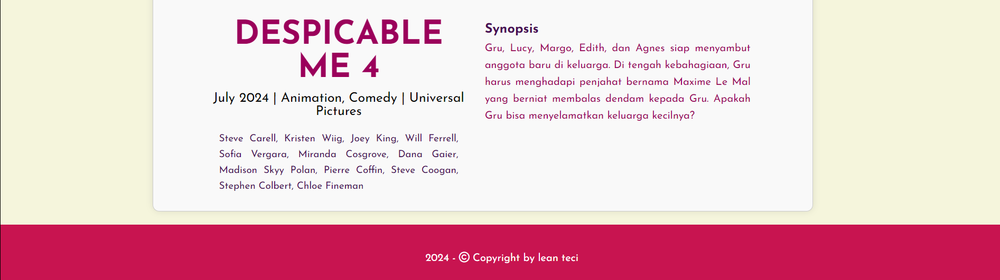 DESPICABLE
ME 4
July 2024 | Animation, Comedy | Universal
Pictures
Steve Carell, Kristen Wiig, Joey King, Will Ferrell,
Sofia Vergara, Miranda Cosgrove, Dana Gaier,
Madison Skyy Polan, Pierre Coffin, Steve Coogan,
Stephen Colbert, Chloe Fineman
Synopsis
Gru, Lucy, Margo, Edith, dan Agnes siap menyambut
anggota baru di keluarga. Di tengah kebahagiaan, Gru
harus menghadapi penjahat bernama Maxime Le Mal
yang berniat membalas dendam kepada Gru. Apakah
Gru bisa menyelamatkan keluarga kecilnya?
2024 - © Copyright by lean teci